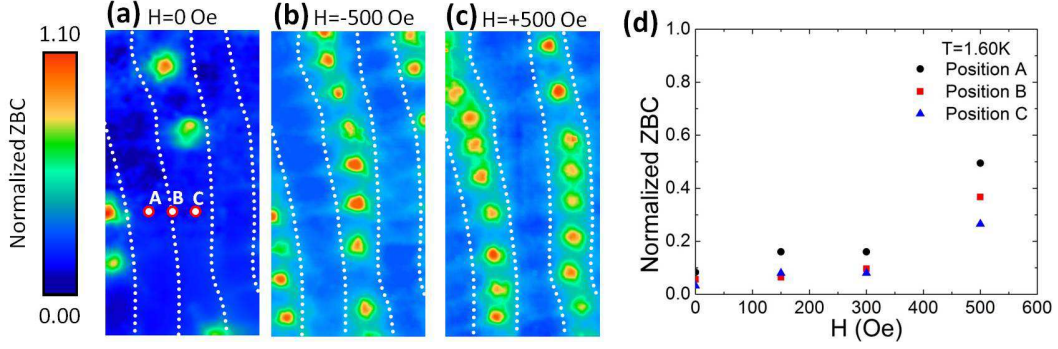 (a) H=0 Oe
(b) H=-500 Oe
(c) H=+500 Oe
(d)
1.10
Normalized ZBC
0.00
A B C
Normalized ZBC
1.0
0.8
0.6
0.4
0.2
0.0
T=1.60K
Position A
Position B
Position C
0 100 200 300 400 500 600
H (Oe)